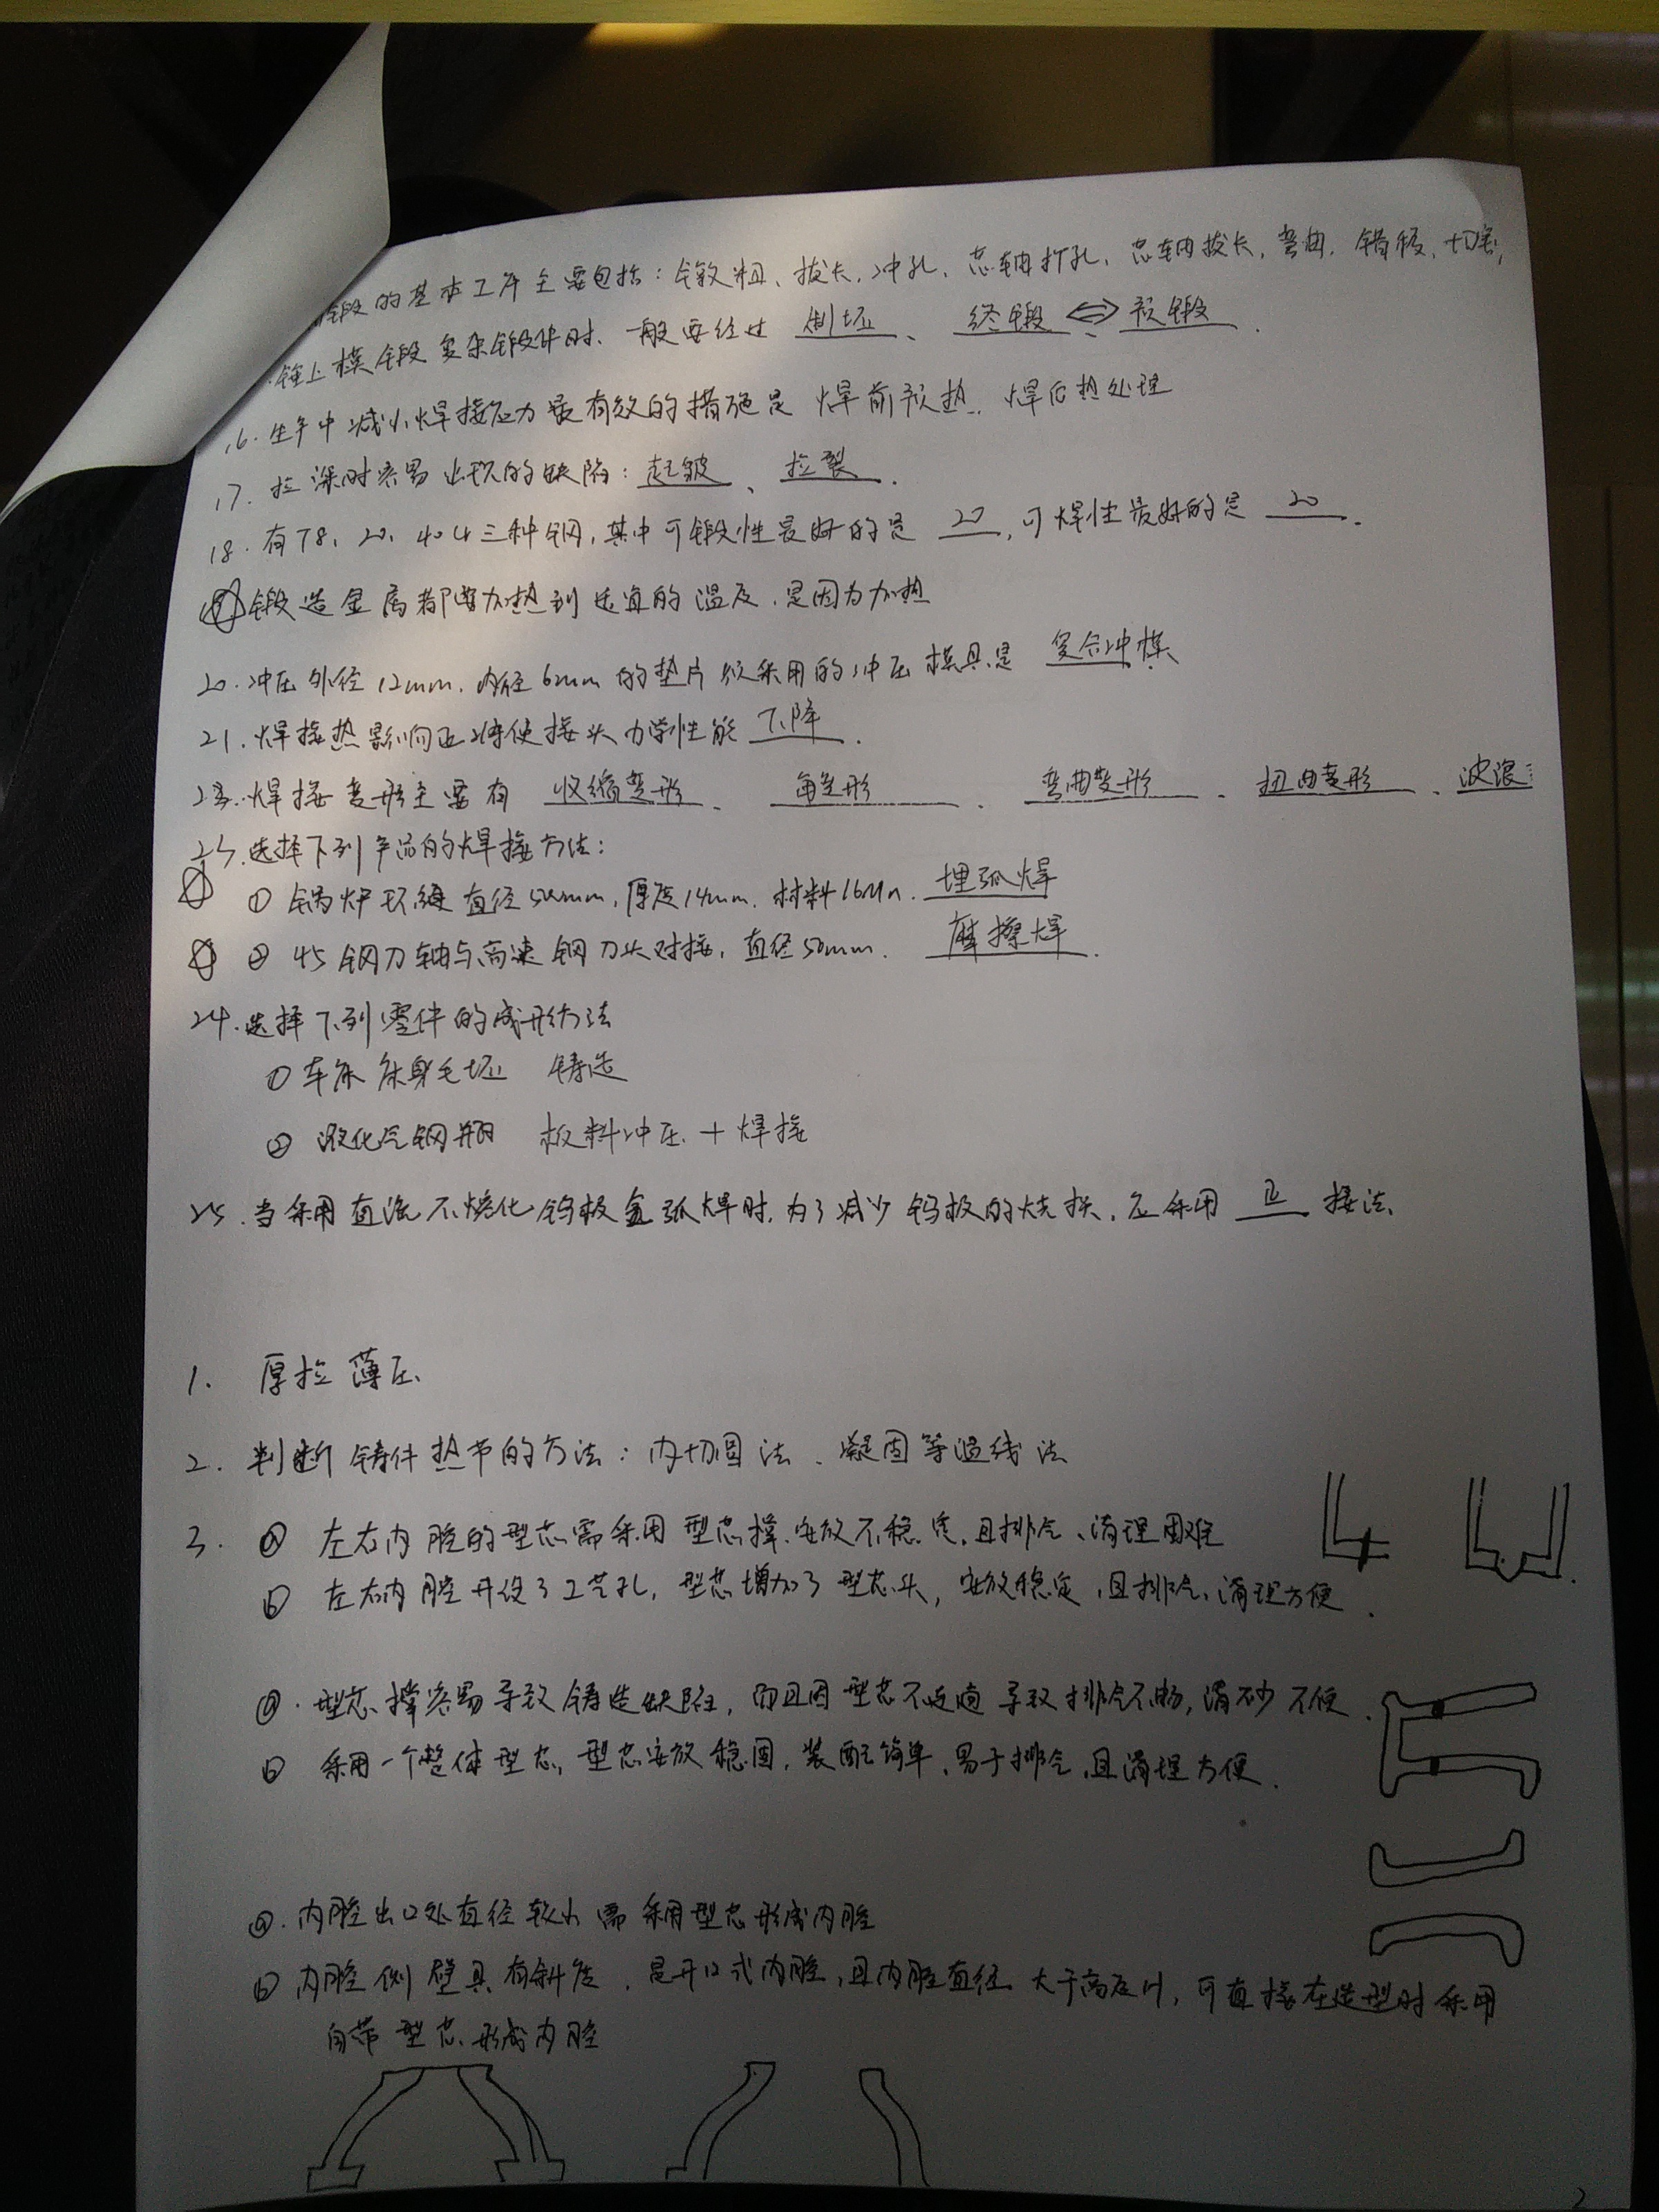 锻的基本工序主要包括：镦粗、拔长、冲孔、芯轴扩孔、芯轴拔长、弯曲、错移、切割，
锤上模锻复杂锻件时、一般要经过 制坯、终锻 ⇔ 预锻.
16. 生产中减小焊接应力最有效的措施是 焊前预热、焊后热处理
17. 拉深时容易出现的缺陷：起皱、拉裂.
18. 有T8、20、40Cr三种钢，其中可锻性最好的是 20，可焊性最好的是 20.
锻造金属都要加热到适宜的温度，是因为加热
20. 冲压外径12mm，内径6mm的垫片须采用的冲压模具是 复合冲模.
21. 焊接热影响区将使接头力学性能 下降.
焊接变形主要有 收缩变形、角变形、弯曲变形、扭曲变形、波浪
选择下列产品的焊接方法：
① 锅炉环缝直径500mm，厚度14mm，材料16Mn. 埋弧焊
② 45钢刀轴与高速钢刀头对接，直径50mm. 摩擦焊.
24. 选择下列零件的成形方法
① 车床床身毛坯 铸造
② 液化气钢瓶 板料冲压 + 焊接
25. 当采用直流不熔化钨极氩弧焊时，为了减少钨极的烧损，应采用 正 接法.
1. 厚拉薄压
2. 判断铸件热节的方法：内切圆法、凝固等温线法
3. ⓐ 左右内腔的型芯需采用型芯撑，安放不稳定，且排气、清理困难
ⓑ 左右内腔开设了工艺孔，型芯增加了型芯头，安放稳定，且排气、清理方便.
ⓐ. 型芯撑容易导致铸造缺陷，而且因型芯不连通导致排气不畅，清砂不便.
ⓑ 采用一个整体型芯，型芯安放稳固，装配简单、易于排气，且清理方便.
ⓐ. 内腔出口处直径较小需采用型芯形成内腔
ⓑ 内腔侧壁具有斜度，是开口式内腔，且内腔直径大于高度H，可直接在造型时采用
自带型芯形成内腔
2